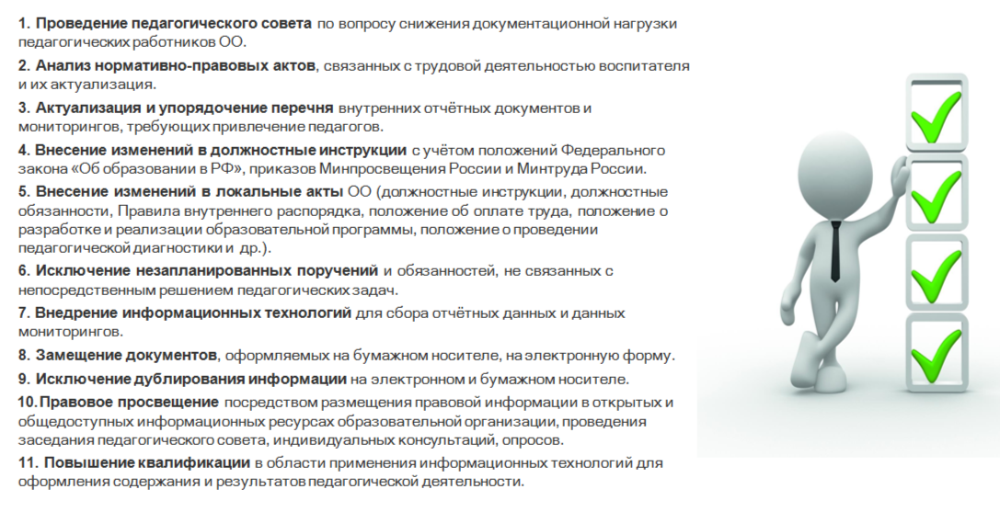 1. Проведение педагогического совета по вопросу снижения документационной нагрузки
педагогических работников ОО.
2. Анализ нормативно-правовых актов, связанных с трудовой деятельностью воспитателя
и их актуализация.
3. Актуализация и упорядочение перечня внутренних отчётных документов и
мониторингов, требующих привлечение педагогов.
4. Внесение изменений в должностные инструкции с учётом положений Федерального
закона «Об образовании в РФ», приказов Минпросвещения России и Минтруда России.
5. Внесение изменений в локальные акты ОО (должностные инструкции, должностные
обязанности, Правила внутреннего распорядка, положение об оплате труда, положение о
разработке и реализации образовательной программы, положение о проведении
педагогической диагностики и др.).
6. Исключение незапланированных поручений и обязанностей, не связанных с
непосредственным решением педагогических задач.
7. Внедрение информационных технологий для сбора отчётных данных и данных
мониторингов.
8. Замещение документов, оформляемых на бумажном носителе, на электронную форму.
9. Исключение дублирования информации на электронном и бумажном носителе.
10. Правовое просвещение посредством размещения правовой информации в открытых и
общедоступных информационных ресурсах образовательной организации, проведения
заседания педагогического совета, индивидуальных консультаций, опросов.
11. Повышение квалификации в области применения информационных технологий для
оформления содержания и результатов педагогической деятельности.